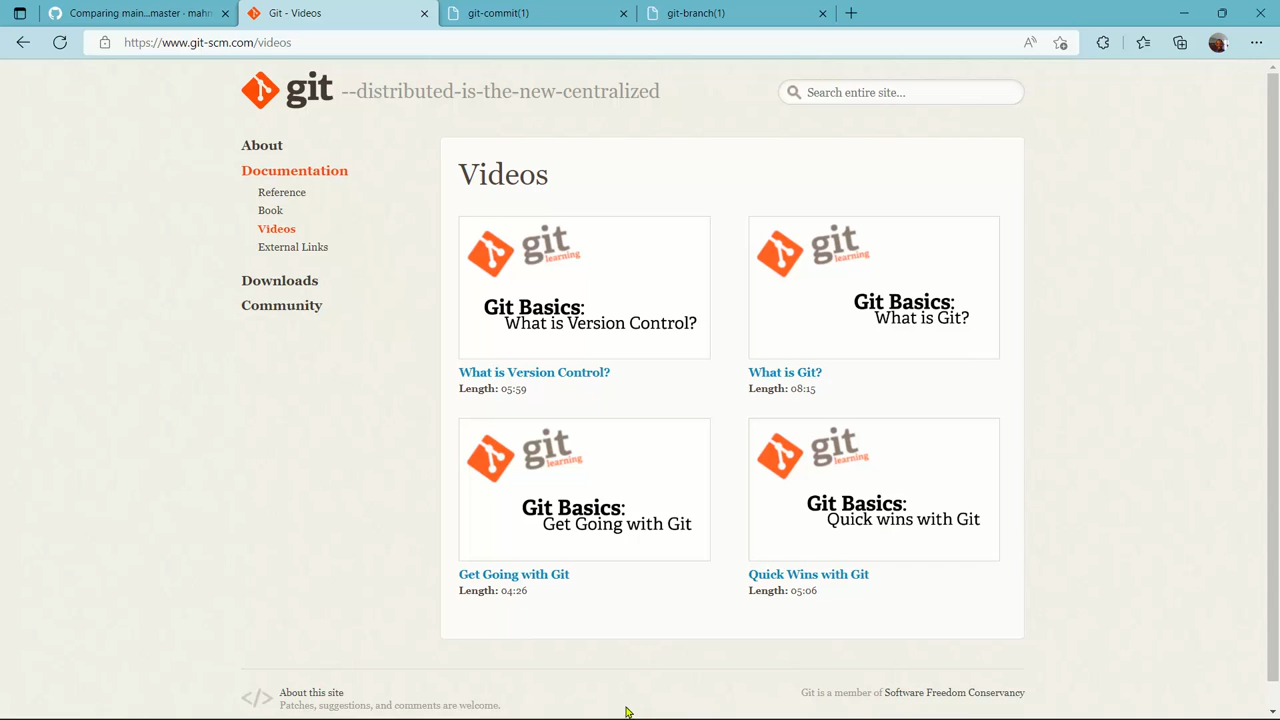 Comparing main...master · mahm
Git - Videos
git-commit(1)
git-branch(1)
https://www.git-scm.com/videos
git --distributed-is-the-new-centralized
Search entire site...
About
Documentation
Reference
Book
Videos
External Links
Downloads
Community
Videos
git
learning
Git Basics:
What is Version Control?
What is Version Control?
Length: 05:59
git
learning
Git Basics:
What is Git?
What is Git?
Length: 08:15
git
learning
Git Basics:
Get Going with Git
Get Going with Git
Length: 04:26
git
learning
Git Basics:
Quick wins with Git
Quick Wins with Git
Length: 05:06
About this site
Patches, suggestions, and comments are welcome.
Git is a member of Software Freedom Conservancy